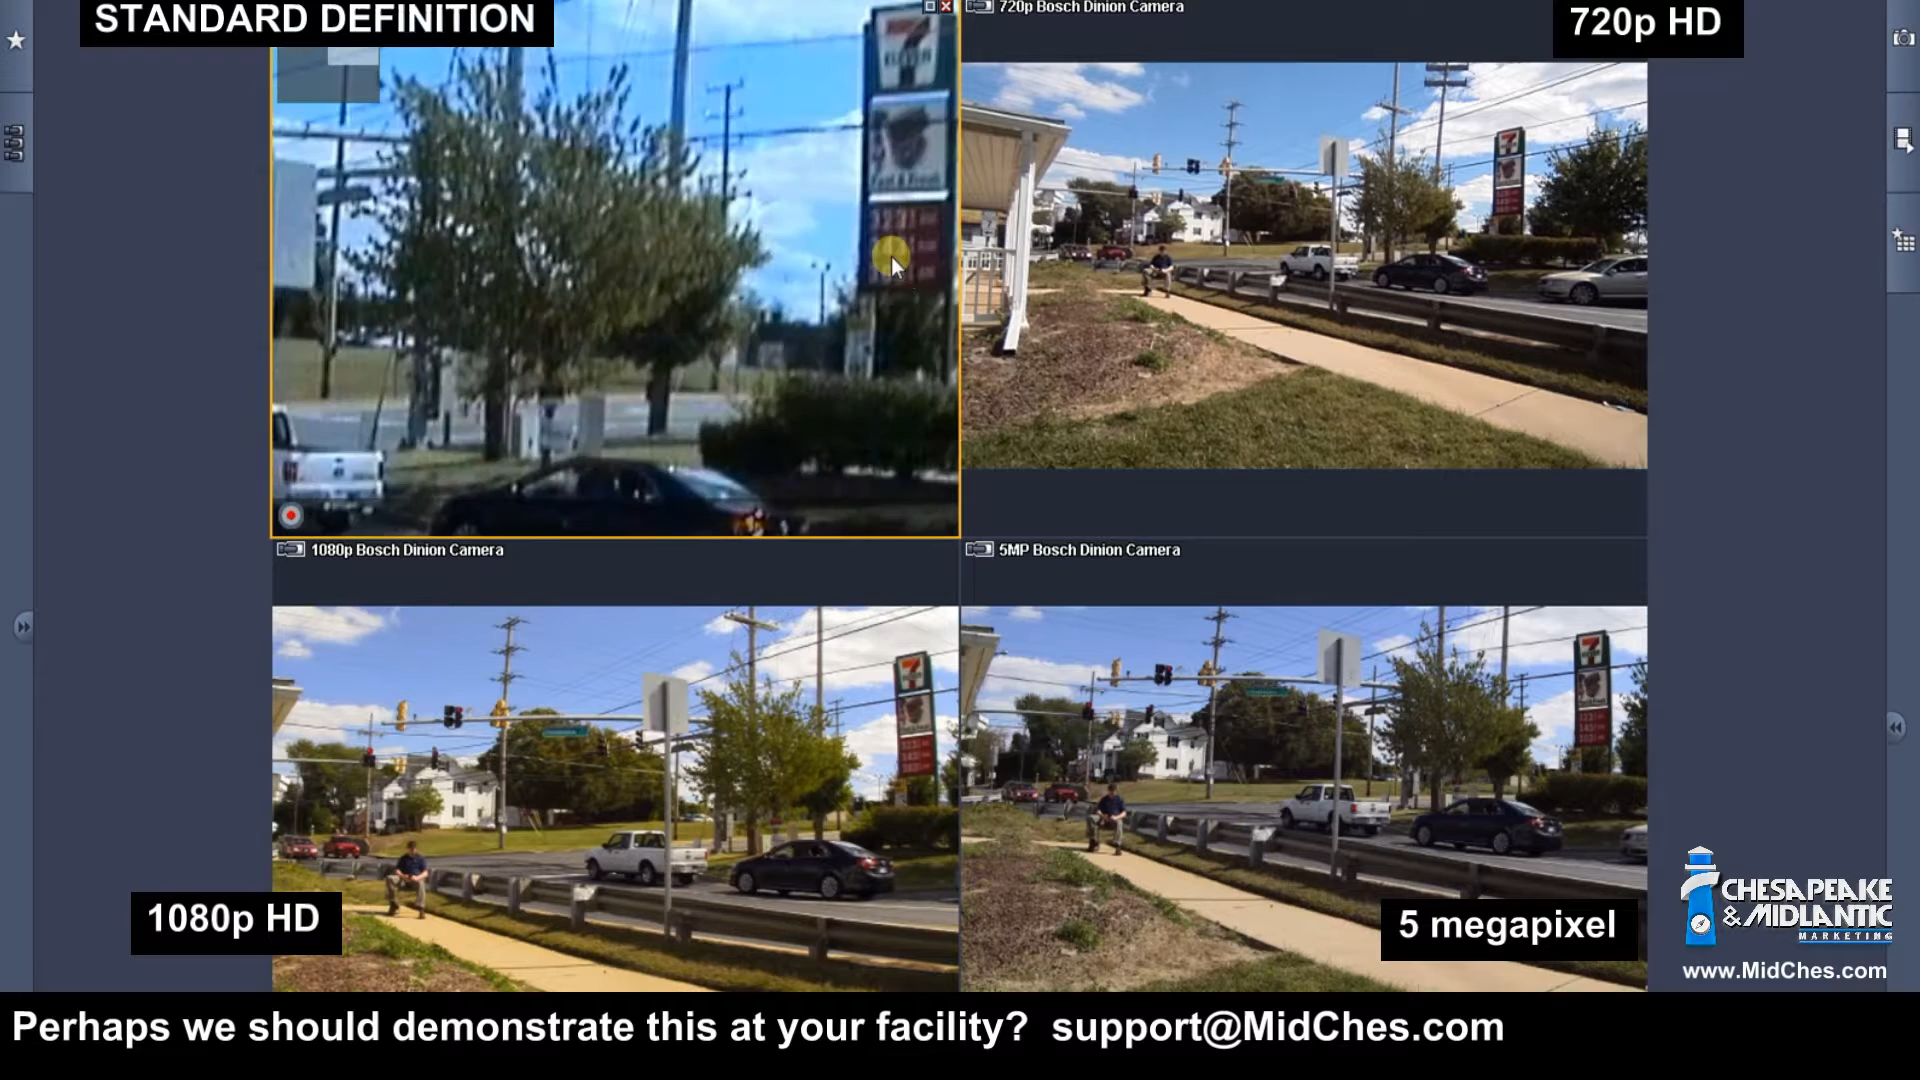 STANDARD DEFINITION
720p Bosch Dinion Camera
720p HD
ELEVEN
1080p Bosch Dinion Camera
5MP Bosch Dinion Camera
1080p HD
5 megapixel
CHESAPEAKE
& MIDLANTIC
MARKETING
www.MidChes.com
Perhaps we should demonstrate this at your facility? support@MidChes.com